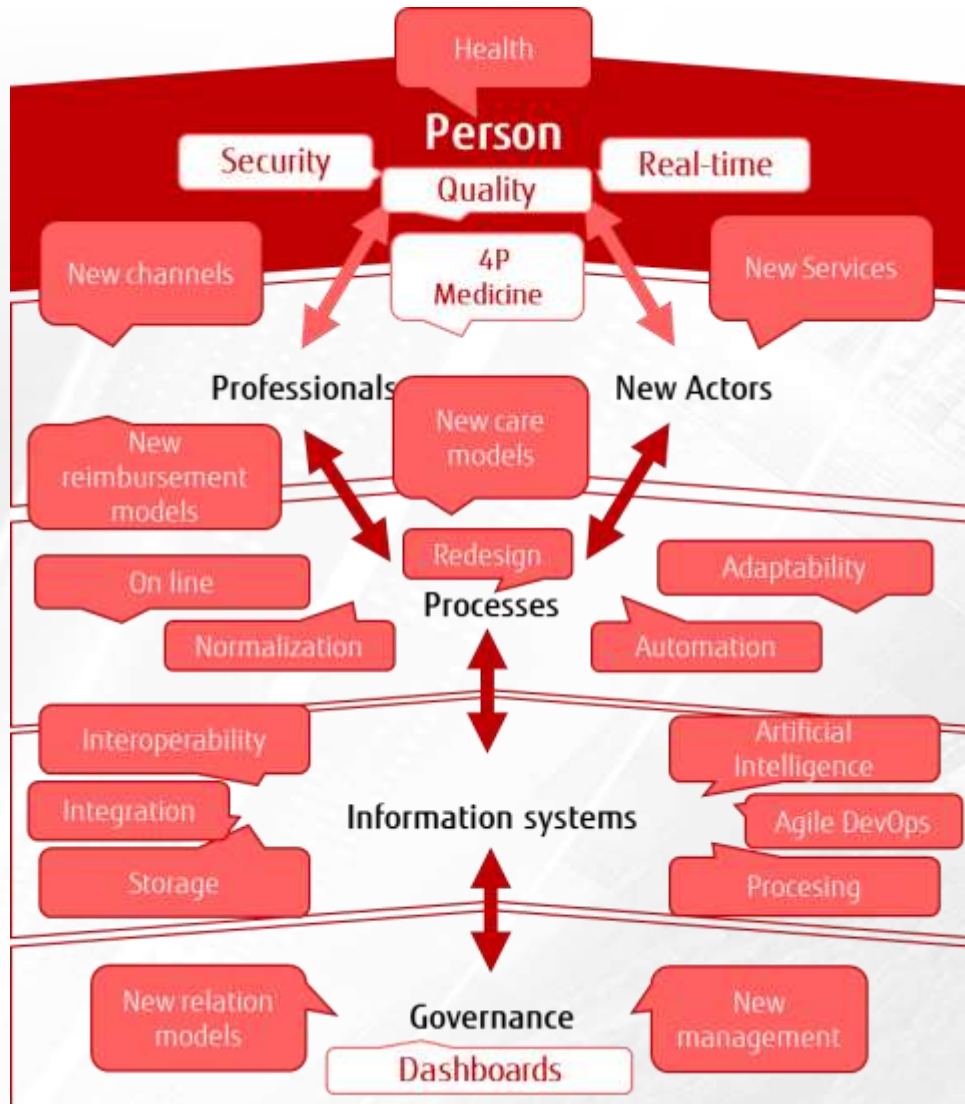 Health
Person
Security
Real-time
Quality
New channels
4P
Medicine
New Services
Professionals
New Actors
New care
models
New
reimbursement
models
Redesign
On line
Adaptability
Processes
Normalization
Automation
Interoperability
Artificial
Intelligence
Integration
Information systems
Agile DevOps
Storage
Procesing
New relation
models
Governance
New
management
Dashboards